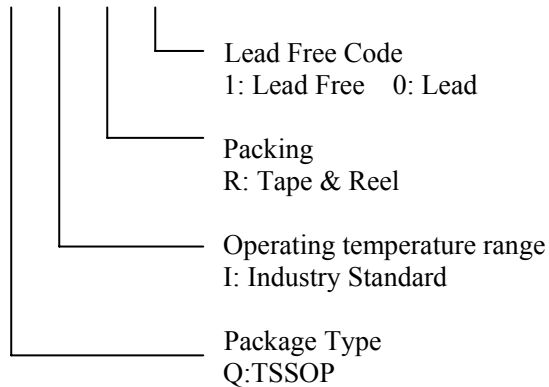 Lead Free Code
1: Lead Free 0: Lead
Packing
R: Tape & Reel
Operating temperature range
I: Industry Standard
Package Type
Q:TSSOP